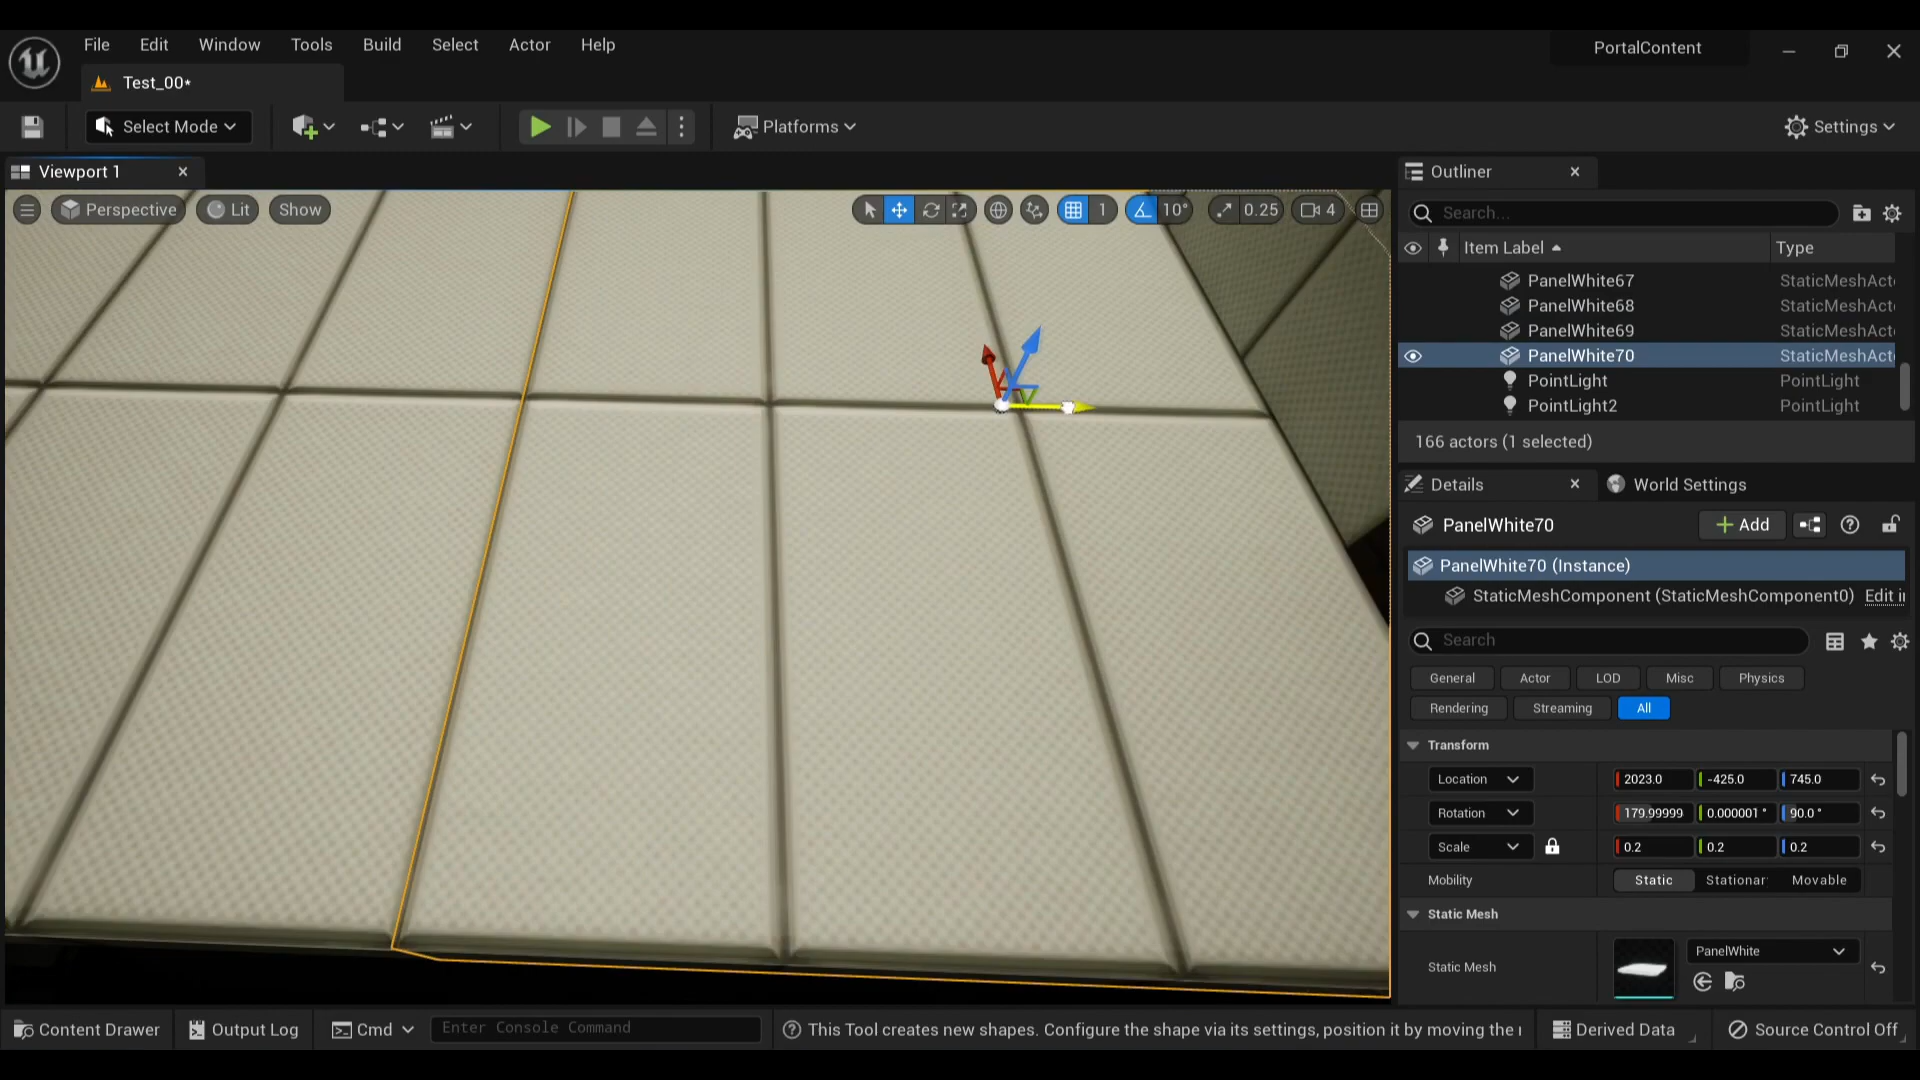 File Edit Window Tools Build Select Actor Help
PortalContent
Test_00*
Select Mode
Platforms
Settings
Viewport 1
Perspective Lit Show
1 10° 0.25 4
Outliner
Search...
Item Label Type
PanelWhite67 StaticMeshAct
PanelWhite68 StaticMeshAct
PanelWhite69 StaticMeshAct
PanelWhite70 StaticMeshAct
PointLight PointLight
PointLight2 PointLight
166 actors (1 selected)
Details World Settings
PanelWhite70 Add
PanelWhite70 (Instance)
StaticMeshComponent (StaticMeshComponent0) Edit i
Search
General Actor LOD Misc Physics
Rendering Streaming All
Transform
Location 2023.0 -425.0 745.0
Rotation 179.99999 0.000001 ° 90.0 °
Scale 0.2 0.2 0.2
Mobility Static Stationar Movable
Static Mesh
PanelWhite
Static Mesh
Content Drawer Output Log Cmd Enter Console Command This Tool creates new shapes. Configure the shape via its settings, position it by moving the Derived Data Source Control Off